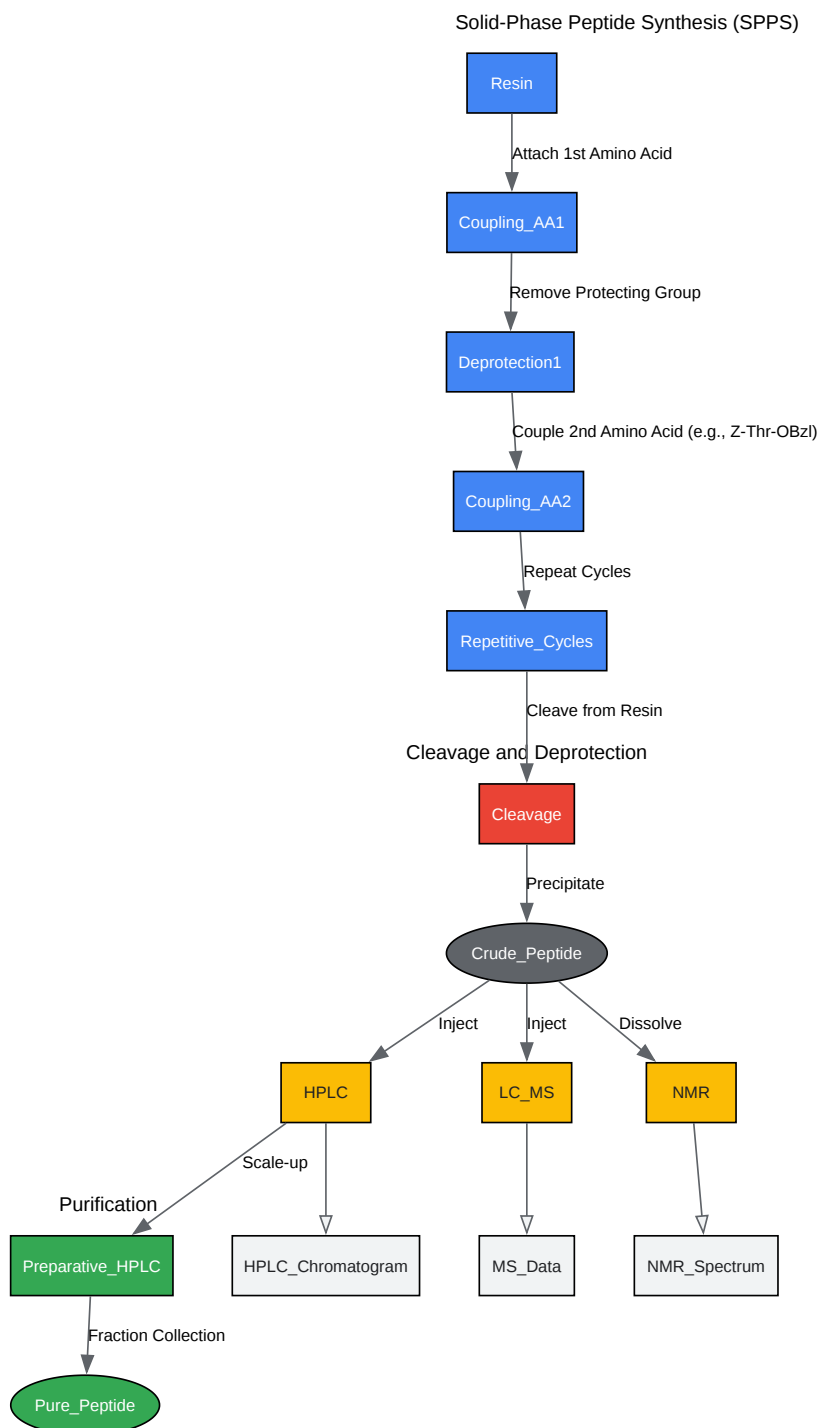 Solid-Phase Peptide Synthesis (SPPS)
Resin
Attach 1st Amino Acid
Coupling_AA1
Remove Protecting Group
Deprotection1
Couple 2nd Amino Acid (e.g., Z-Thr-OBzl)
Coupling_AA2
Repeat Cycles
Repetitive_Cycles
Cleave from Resin
Cleavage and Deprotection
Cleavage
Precipitate
Crude_Peptide
Inject
Inject
Dissolve
HPLC
LC_MS
NMR
Scale-up
Purification
Preparative_HPLC
HPLC_Chromatogram
MS_Data
NMR_Spectrum
Fraction Collection
Pure_Peptide